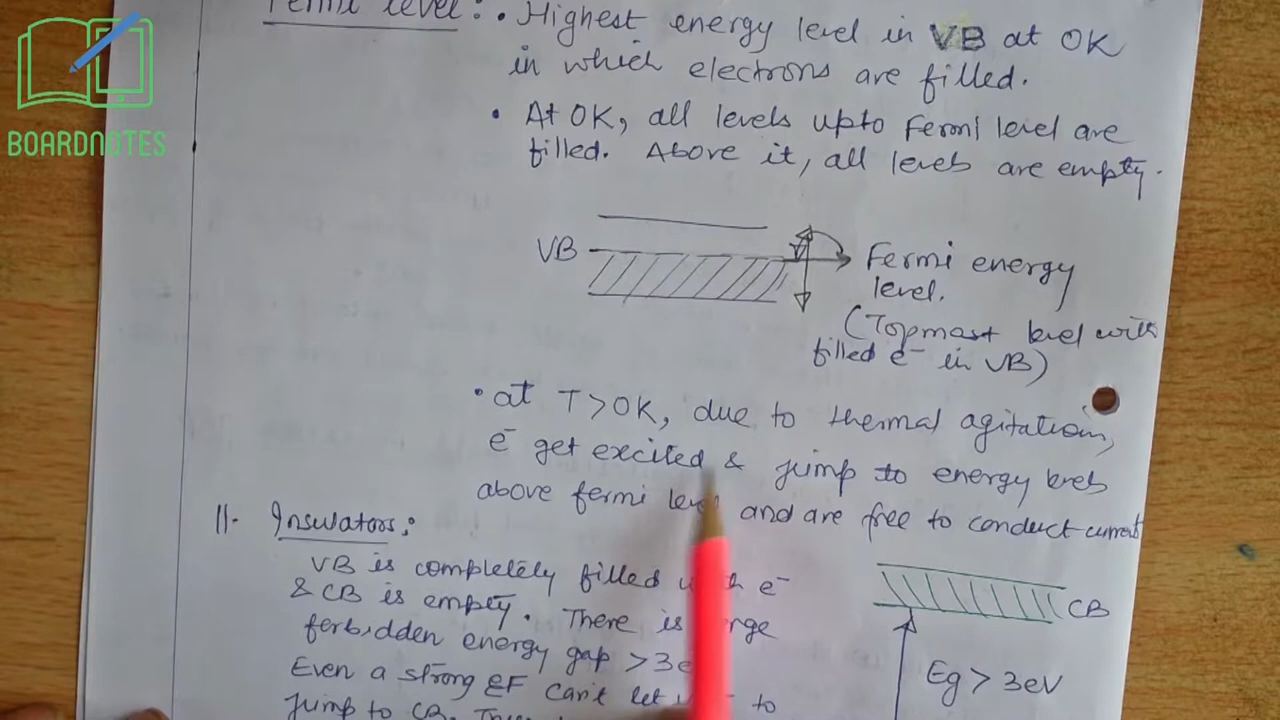 Fermi level: • Highest energy level in VB at 0K
in which electrons are filled.
• At 0K, all levels upto Fermi level are
filled. Above it, all levels are empty.
BOARDNOTES
VB
Fermi energy
level.
(Topmost level with
filled e⁻ in VB)
• at T>0K, due to thermal agitation,
e⁻ get excited & jump to energy levels
above fermi level and are free to conduct current
11. Insulators:
VB is completely filled with e⁻
& CB is empty. There is large
forbidden energy gap > 3e
Even a strong EF can't let to
jump to CB.
CB
Eg > 3eV